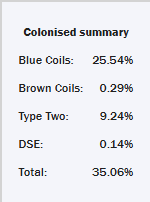 Colonised summary
Blue Coils: 25.54%
Brown Coils: 0.29%
Type Two: 9.24%
DSE: 0.14%
Total: 35.06%